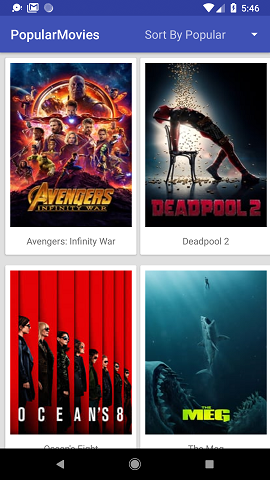 5:46
PopularMovies
Sort By Popular
AVENGERS
INFINITY WAR
DEADPOOL 2
Avengers: Infinity War
Deadpool 2
OCEAN'S 8
THE
MEG
Ocean's Eight
The Meg